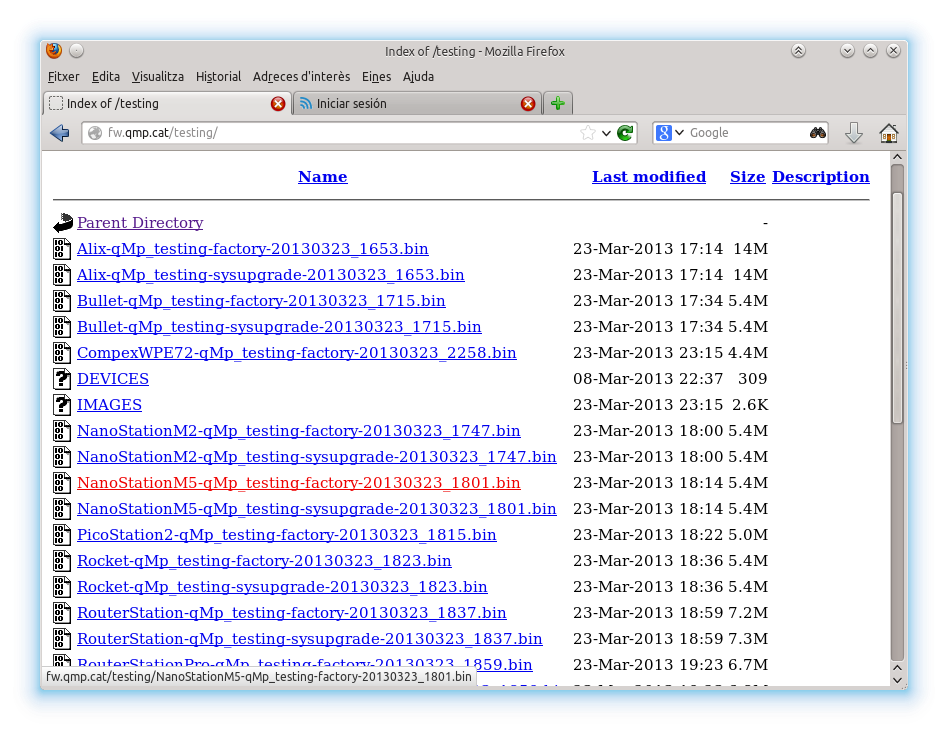 Index of /testing - Mozilla Firefox
Fitxer Edita Visualitza Historial Adreces d'interès Eines Ajuda
Index of /testing Iniciar sesión
fw.qmp.cat/testing/ Google
Name Last modified Size Description
Parent Directory -
Alix-qMp_testing-factory-20130323_1653.bin 23-Mar-2013 17:14 14M
Alix-qMp_testing-sysupgrade-20130323_1653.bin 23-Mar-2013 17:14 14M
Bullet-qMp_testing-factory-20130323_1715.bin 23-Mar-2013 17:34 5.4M
Bullet-qMp_testing-sysupgrade-20130323_1715.bin 23-Mar-2013 17:34 5.4M
CompexWPE72-qMp_testing-factory-20130323_2258.bin 23-Mar-2013 23:15 4.4M
DEVICES 08-Mar-2013 22:37 309
IMAGES 23-Mar-2013 23:15 2.6K
NanoStationM2-qMp_testing-factory-20130323_1747.bin 23-Mar-2013 18:00 5.4M
NanoStationM2-qMp_testing-sysupgrade-20130323_1747.bin 23-Mar-2013 18:00 5.4M
NanoStationM5-qMp_testing-factory-20130323_1801.bin 23-Mar-2013 18:14 5.4M
NanoStationM5-qMp_testing-sysupgrade-20130323_1801.bin 23-Mar-2013 18:14 5.4M
PicoStation2-qMp_testing-factory-20130323_1815.bin 23-Mar-2013 18:22 5.0M
Rocket-qMp_testing-factory-20130323_1823.bin 23-Mar-2013 18:36 5.4M
Rocket-qMp_testing-sysupgrade-20130323_1823.bin 23-Mar-2013 18:36 5.4M
RouterStation-qMp_testing-factory-20130323_1837.bin 23-Mar-2013 18:59 7.2M
RouterStation-qMp_testing-sysupgrade-20130323_1837.bin 23-Mar-2013 18:59 7.3M
RouterStationPro-qMp_testing-factory-20130323_1859.bin 23-Mar-2013 19:23 6.7M
fw.qmp.cat/testing/NanoStationM5-qMp_testing-factory-20130323_1801.bin